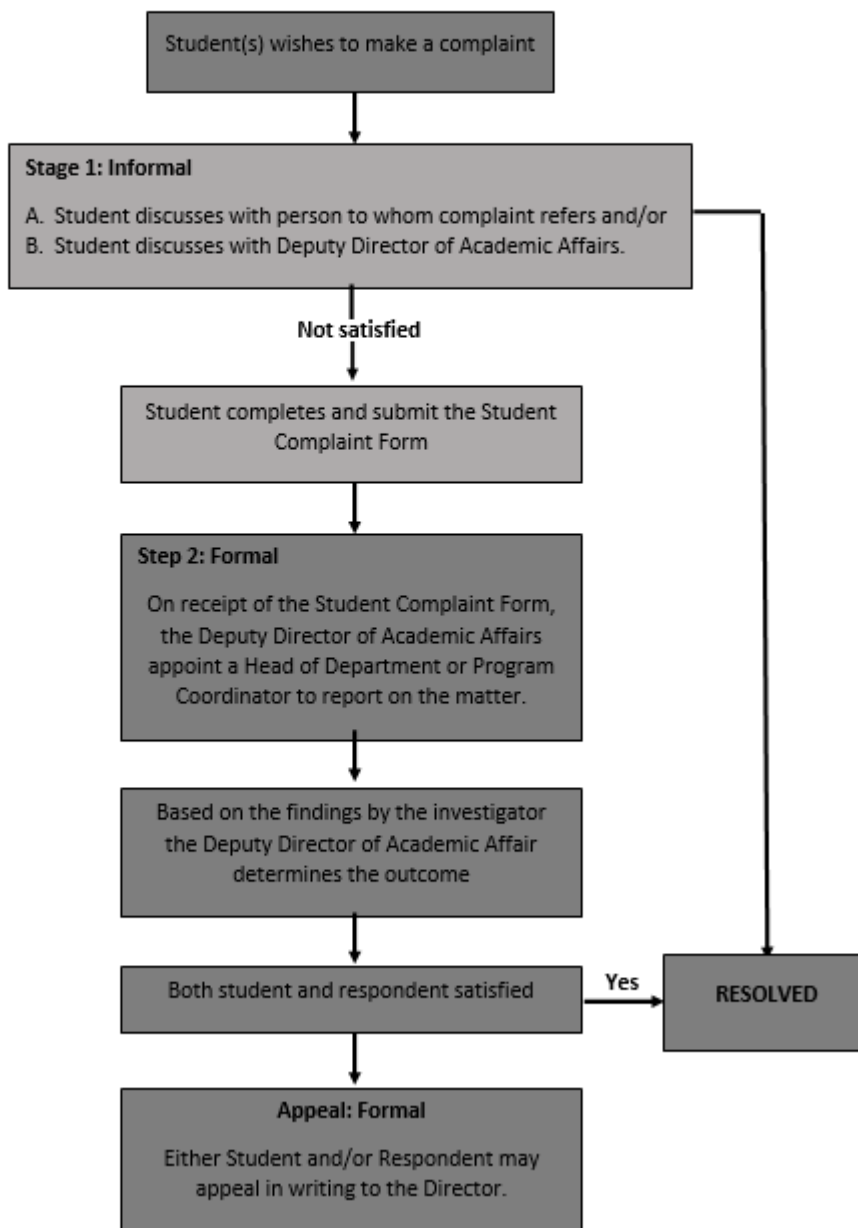 Student(s) wishes to make a complaint
Stage 1: Informal
A. Student discusses with person to whom complaint refers and/or
B. Student discusses with Deputy Director of Academic Affairs.
Not satisfied
Student completes and submit the Student
Complaint Form
Step 2: Formal
On receipt of the Student Complaint Form,
the Deputy Director of Academic Affairs
appoint a Head of Department or Program
Coordinator to report on the matter.
Based on the findings by the investigator
the Deputy Director of Academic Affair
determines the outcome
Both student and respondent satisfied
Yes
RESOLVED
Appeal: Formal
Either Student and/or Respondent may
appeal in writing to the Director.